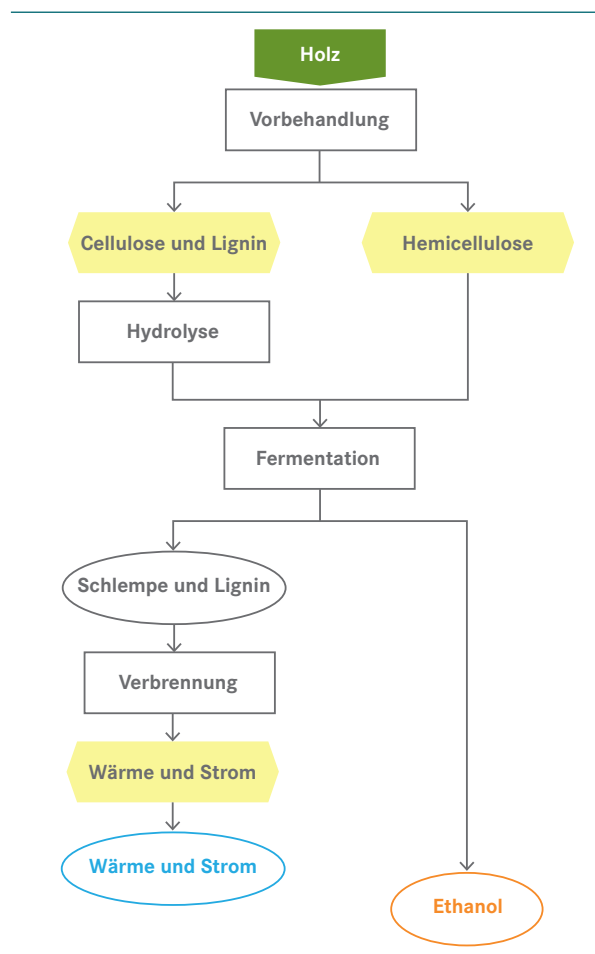 Holz
Vorbehandlung
Cellulose und Lignin
Hemicellulose
Hydrolyse
Fermentation
Schlempe und Lignin
Verbrennung
Wärme und Strom
Wärme und Strom
Ethanol